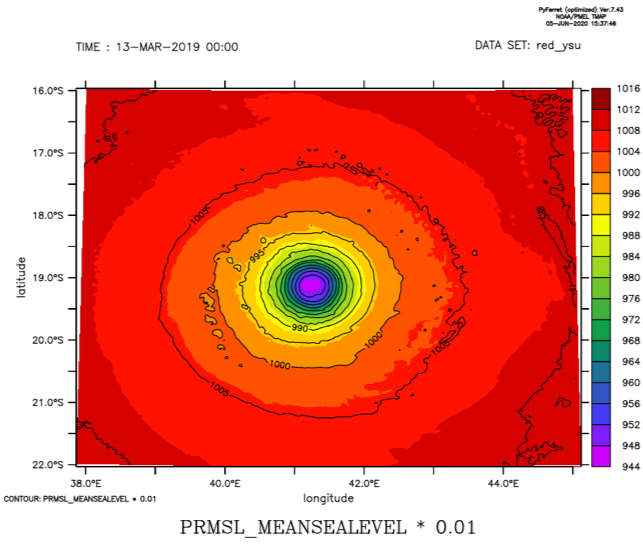 PyFerret (optimized) Ver.7.43
NOAA/PMEL TMAP
05-JUN-2020 15:37:46
TIME : 13-MAR-2019 00:00
DATA SET: red_ysu
16.0°S
17.0°S
18.0°S
19.0°S
20.0°S
21.0°S
22.0°S
latitude
1005
995
990
1000
1000
1005
1005
1016
1012
1008
1004
1000
996
992
988
984
980
976
972
968
964
960
956
952
948
944
38.0°E
40.0°E
42.0°E
44.0°E
longitude
CONTOUR: PRMSL_MEANSEALEVEL * 0.01
PRMSL_MEANSEALEVEL * 0.01